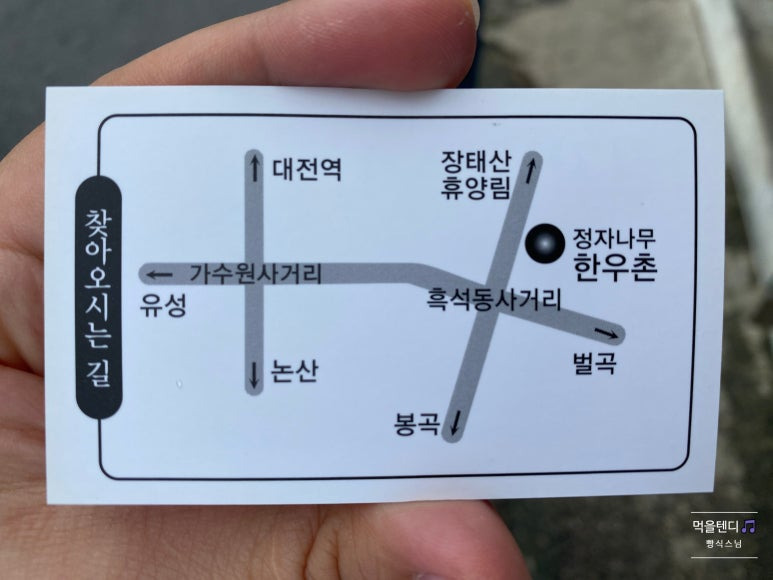 찾아오시는 길
대전역
장태산
휴양림
정자나무
한우촌
가수원사거리
유성
흑석동사거리
논산
벌곡
봉곡
먹을텐디🎵
빵식스님